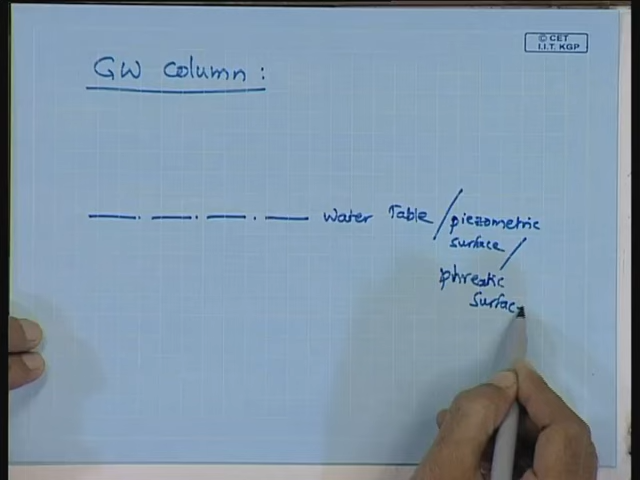 © CET
I.I.T. KGP
GW Column :
Water Table / piezometric
surface /
phreatic
surfac